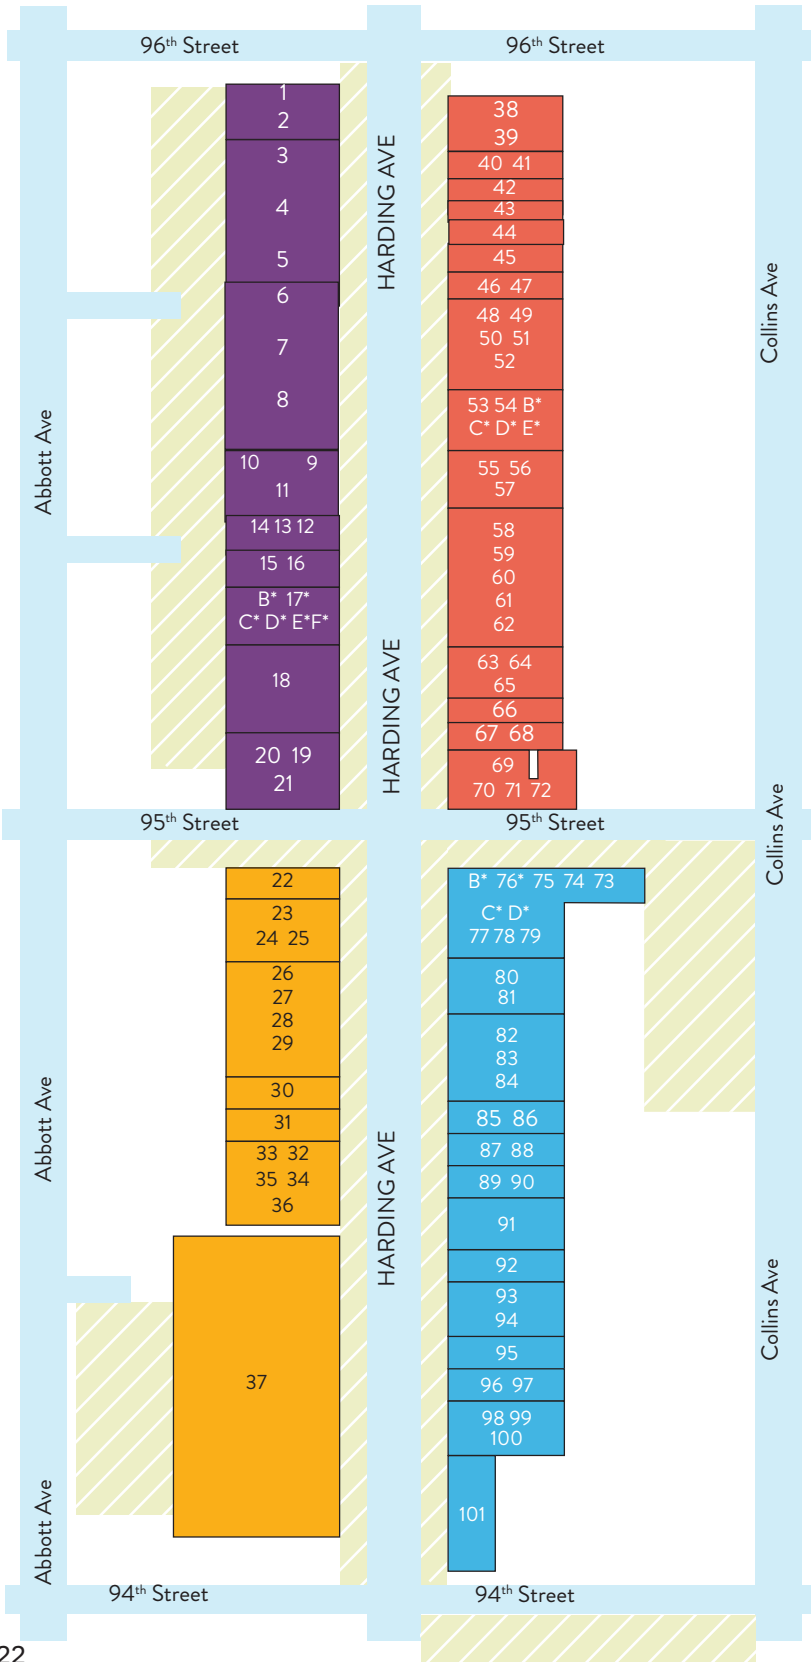 96th Street
96th Street
HARDING AVE
Collins Ave
Abbott Ave
1
2
3
4
5
6
7
8
10 9
11
14 13 12
15 16
B* 17*
C* D* E*F*
18
20 19
21
38
39
40 41
42
43
44
45
46 47
48 49
50 51
52
53 54 B*
C* D* E*
55 56
57
58
59
60
61
62
63 64
65
66
67 68
69
70 71 72
HARDING AVE
95th Street
95th Street
Collins Ave
22
23
24 25
26
27
28
29
30
31
33 32
35 34
36
37
B* 76* 75 74 73
C* D*
77 78 79
80
81
82
83
84
85 86
87 88
89 90
91
92
93
94
95
96 97
98 99
100
101
Abbott Ave
HARDING AVE
Collins Ave
Abbott Ave
94th Street
94th Street
22